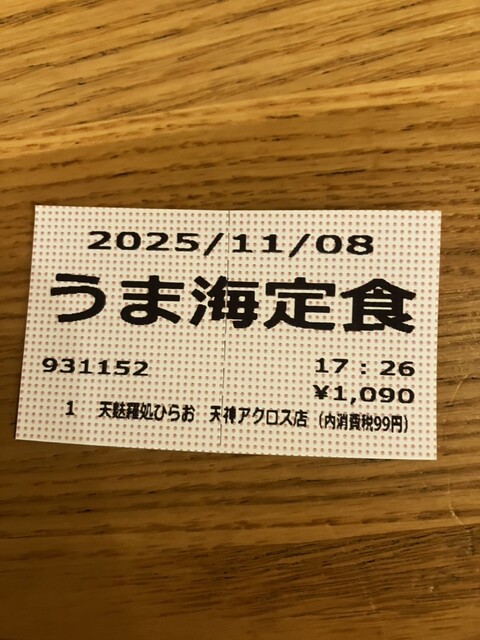 2025/11/08
うま海定食
931152 17：26
¥1,090
1 天麩羅処ひらお 天神アクロス店 (内消費税99円)